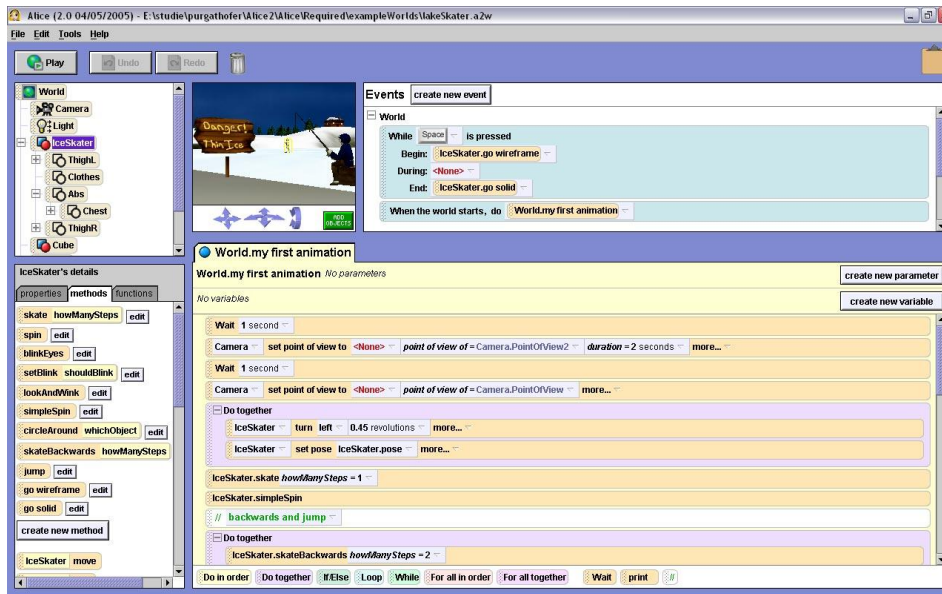 Alice (2.0 04/05/2005) - E:\studie\purgathofer\Alice2\Alice\Required\exampleWorlds\lakeSkater.a2w
File Edit Tools Help
Play Undo Redo
World
Camera
Light
IceSkater
ThighL
Clothes
Abs
Chest
ThighR
Cube
Danger!
Thin Ice
ADD
OBJECTS
Events create new event
World
While Space is pressed
Begin: IceSkater.go wireframe
During: <None>
End: IceSkater.go solid
When the world starts, do World.my first animation
IceSkater's details
properties methods functions
skate howManySteps edit
spin edit
blinkEyes edit
setBlink shouldBlink edit
lookAndWink edit
simpleSpin edit
circleAround whichObject edit
skateBackwards howManySteps
jump edit
go wireframe edit
go solid edit
create new method
IceSkater move
World.my first animation
World.my first animation No parameters create new parameter
No variables create new variable
Wait 1 second
Camera set point of view to <None> point of view of = Camera.PointOfView2 duration = 2 seconds more...
Wait 1 second
Camera set point of view to <None> point of view of = Camera.PointOfView more...
Do together
IceSkater turn left 0.45 revolutions more...
IceSkater set pose IceSkater.pose more...
IceSkater.skate howManySteps = 1
IceSkater.simpleSpin
// backwards and jump
Do together
IceSkater.skateBackwards howManySteps = 2
Do in order Do together If/Else Loop While For all in order For all together Wait print //